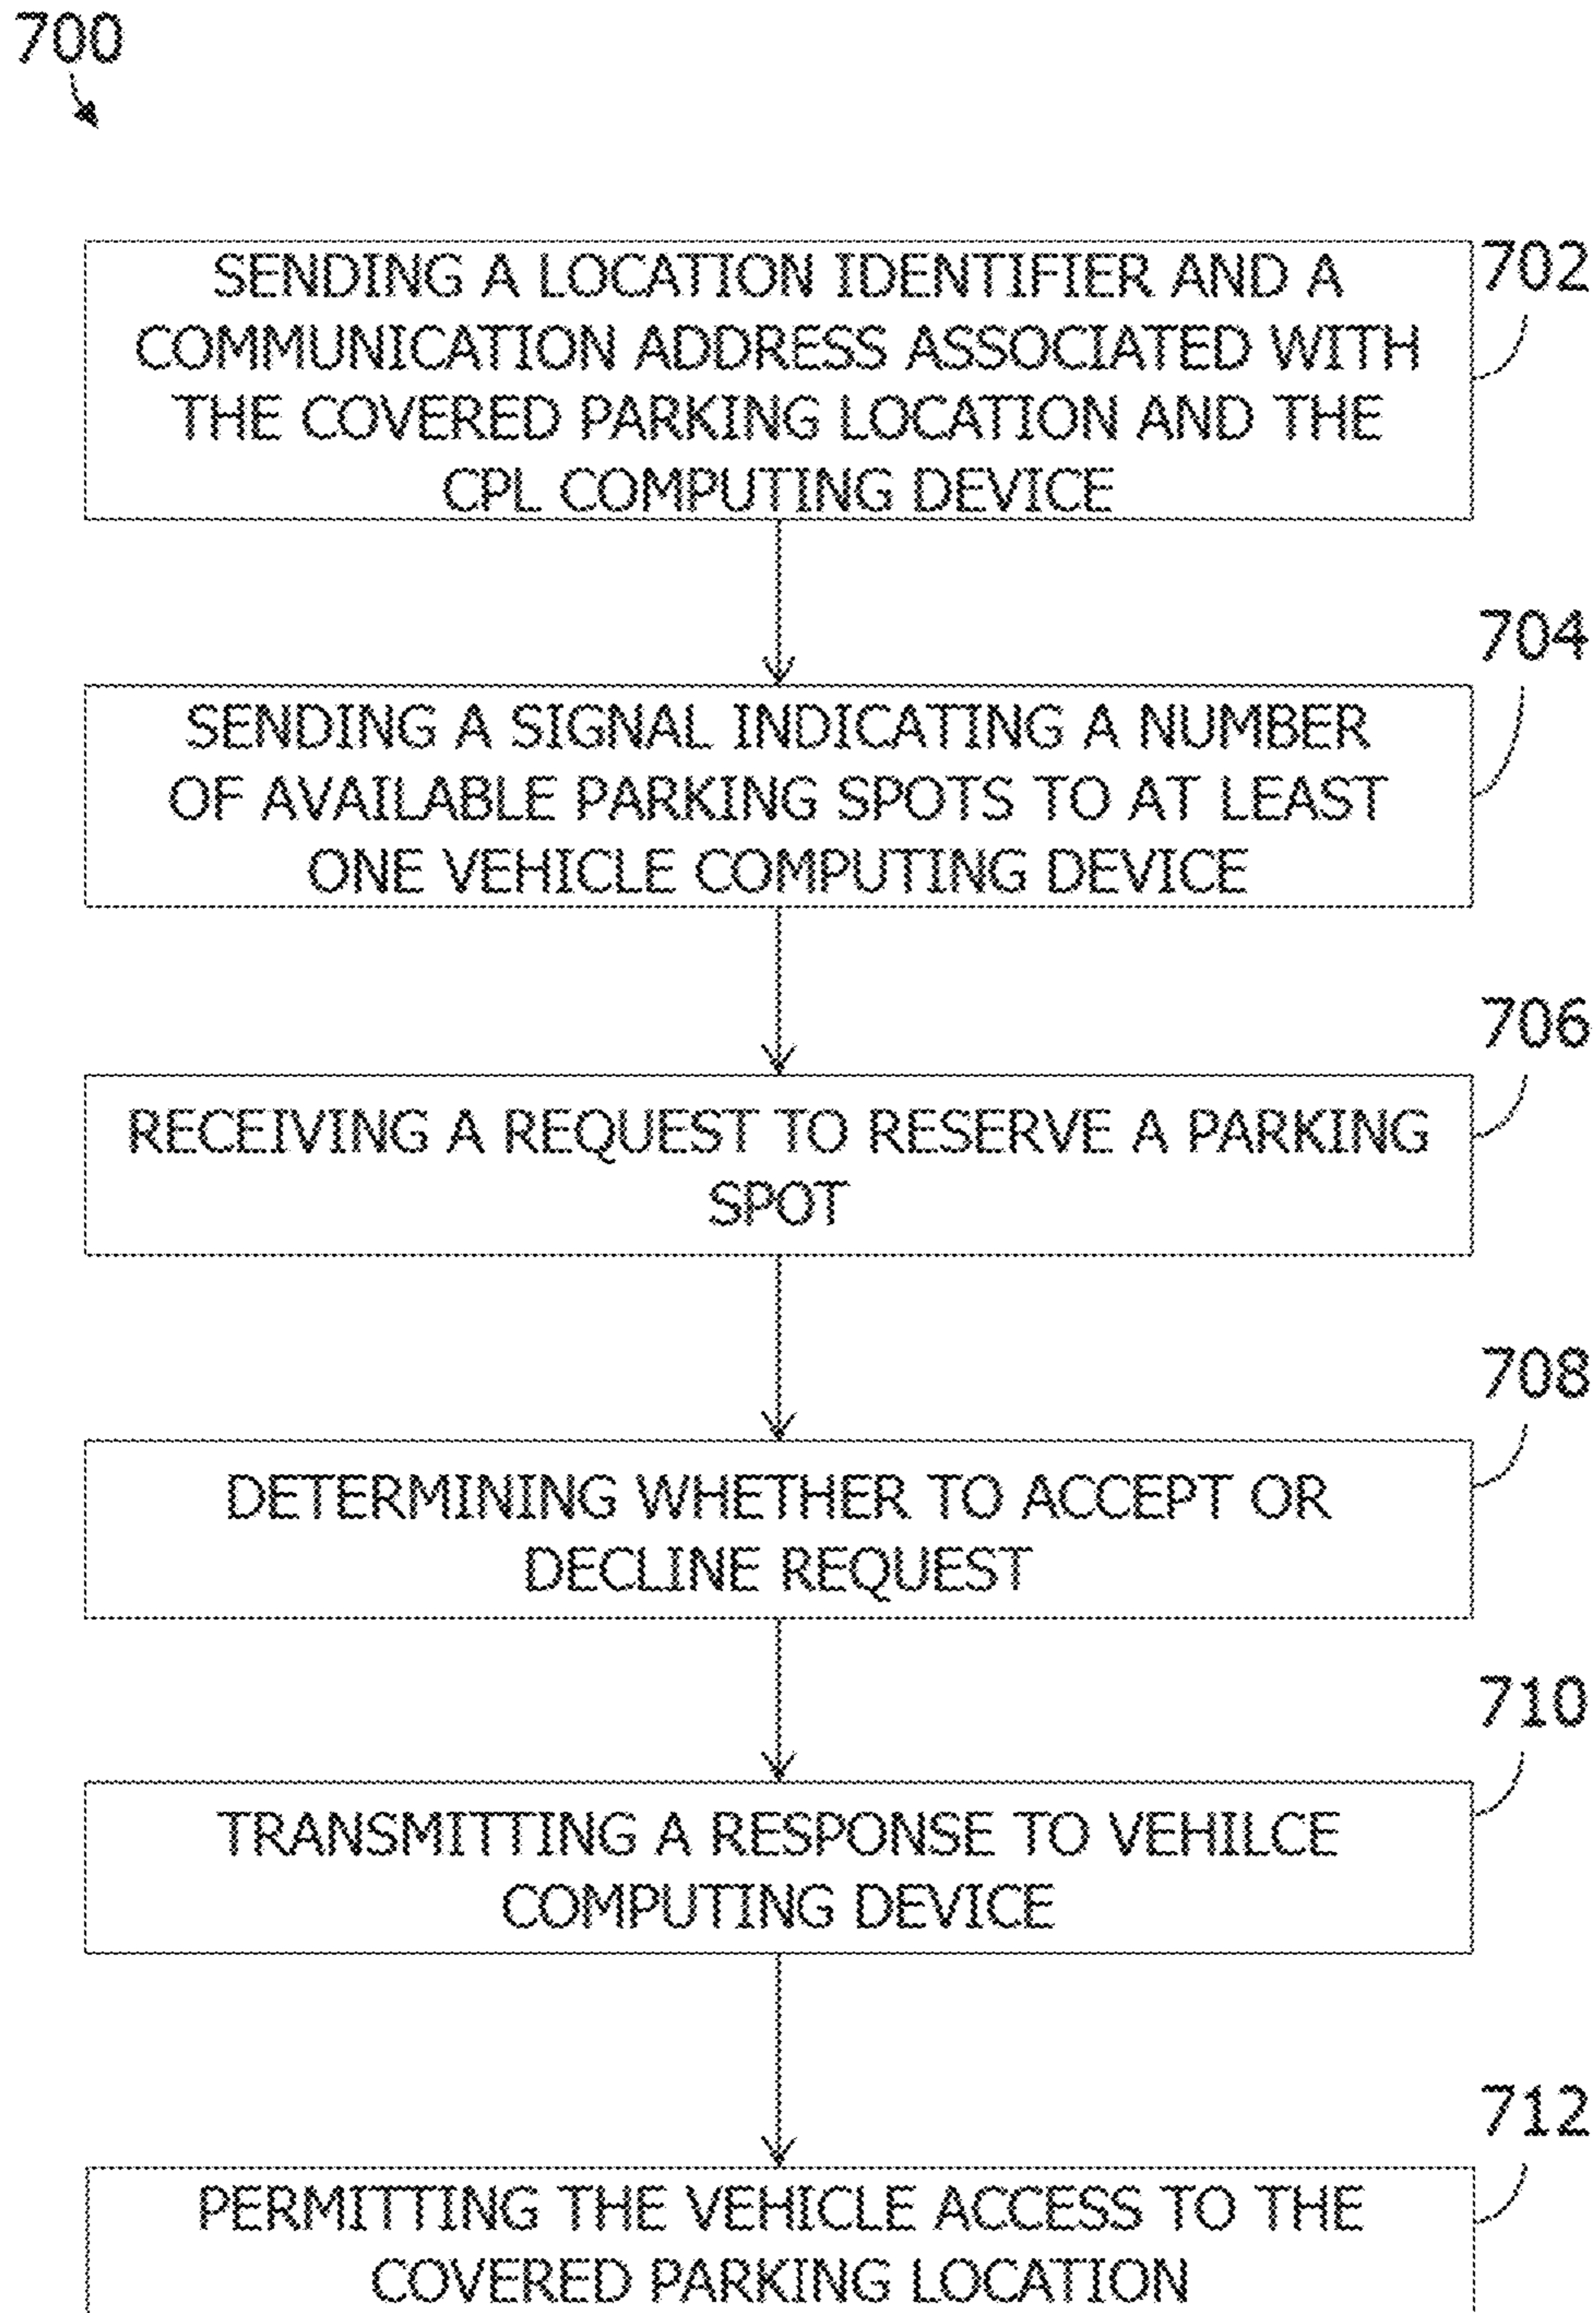 700
SENDING A LOCATION IDENTIFIER AND A
COMMUNICATION ADDRESS ASSOCIATED WITH
THE COVERED PARKING LOCATION AND THE
CPL COMPUTING DEVICE
702
SENDING A SIGNAL INDICATING A NUMBER
OF AVAILABLE PARKING SPOTS TO AT LEAST
ONE VEHICLE COMPUTING DEVICE
704
RECEIVING A REQUEST TO RESERVE A PARKING
SPOT
706
DETERMINING WHETHER TO ACCEPT OR
DECLINE REQUEST
708
TRANSMITTING A RESPONSE TO VEHILCE
COMPUTING DEVICE
710
PERMITTING THE VEHICLE ACCESS TO THE
COVERED PARKING LOCATION
712